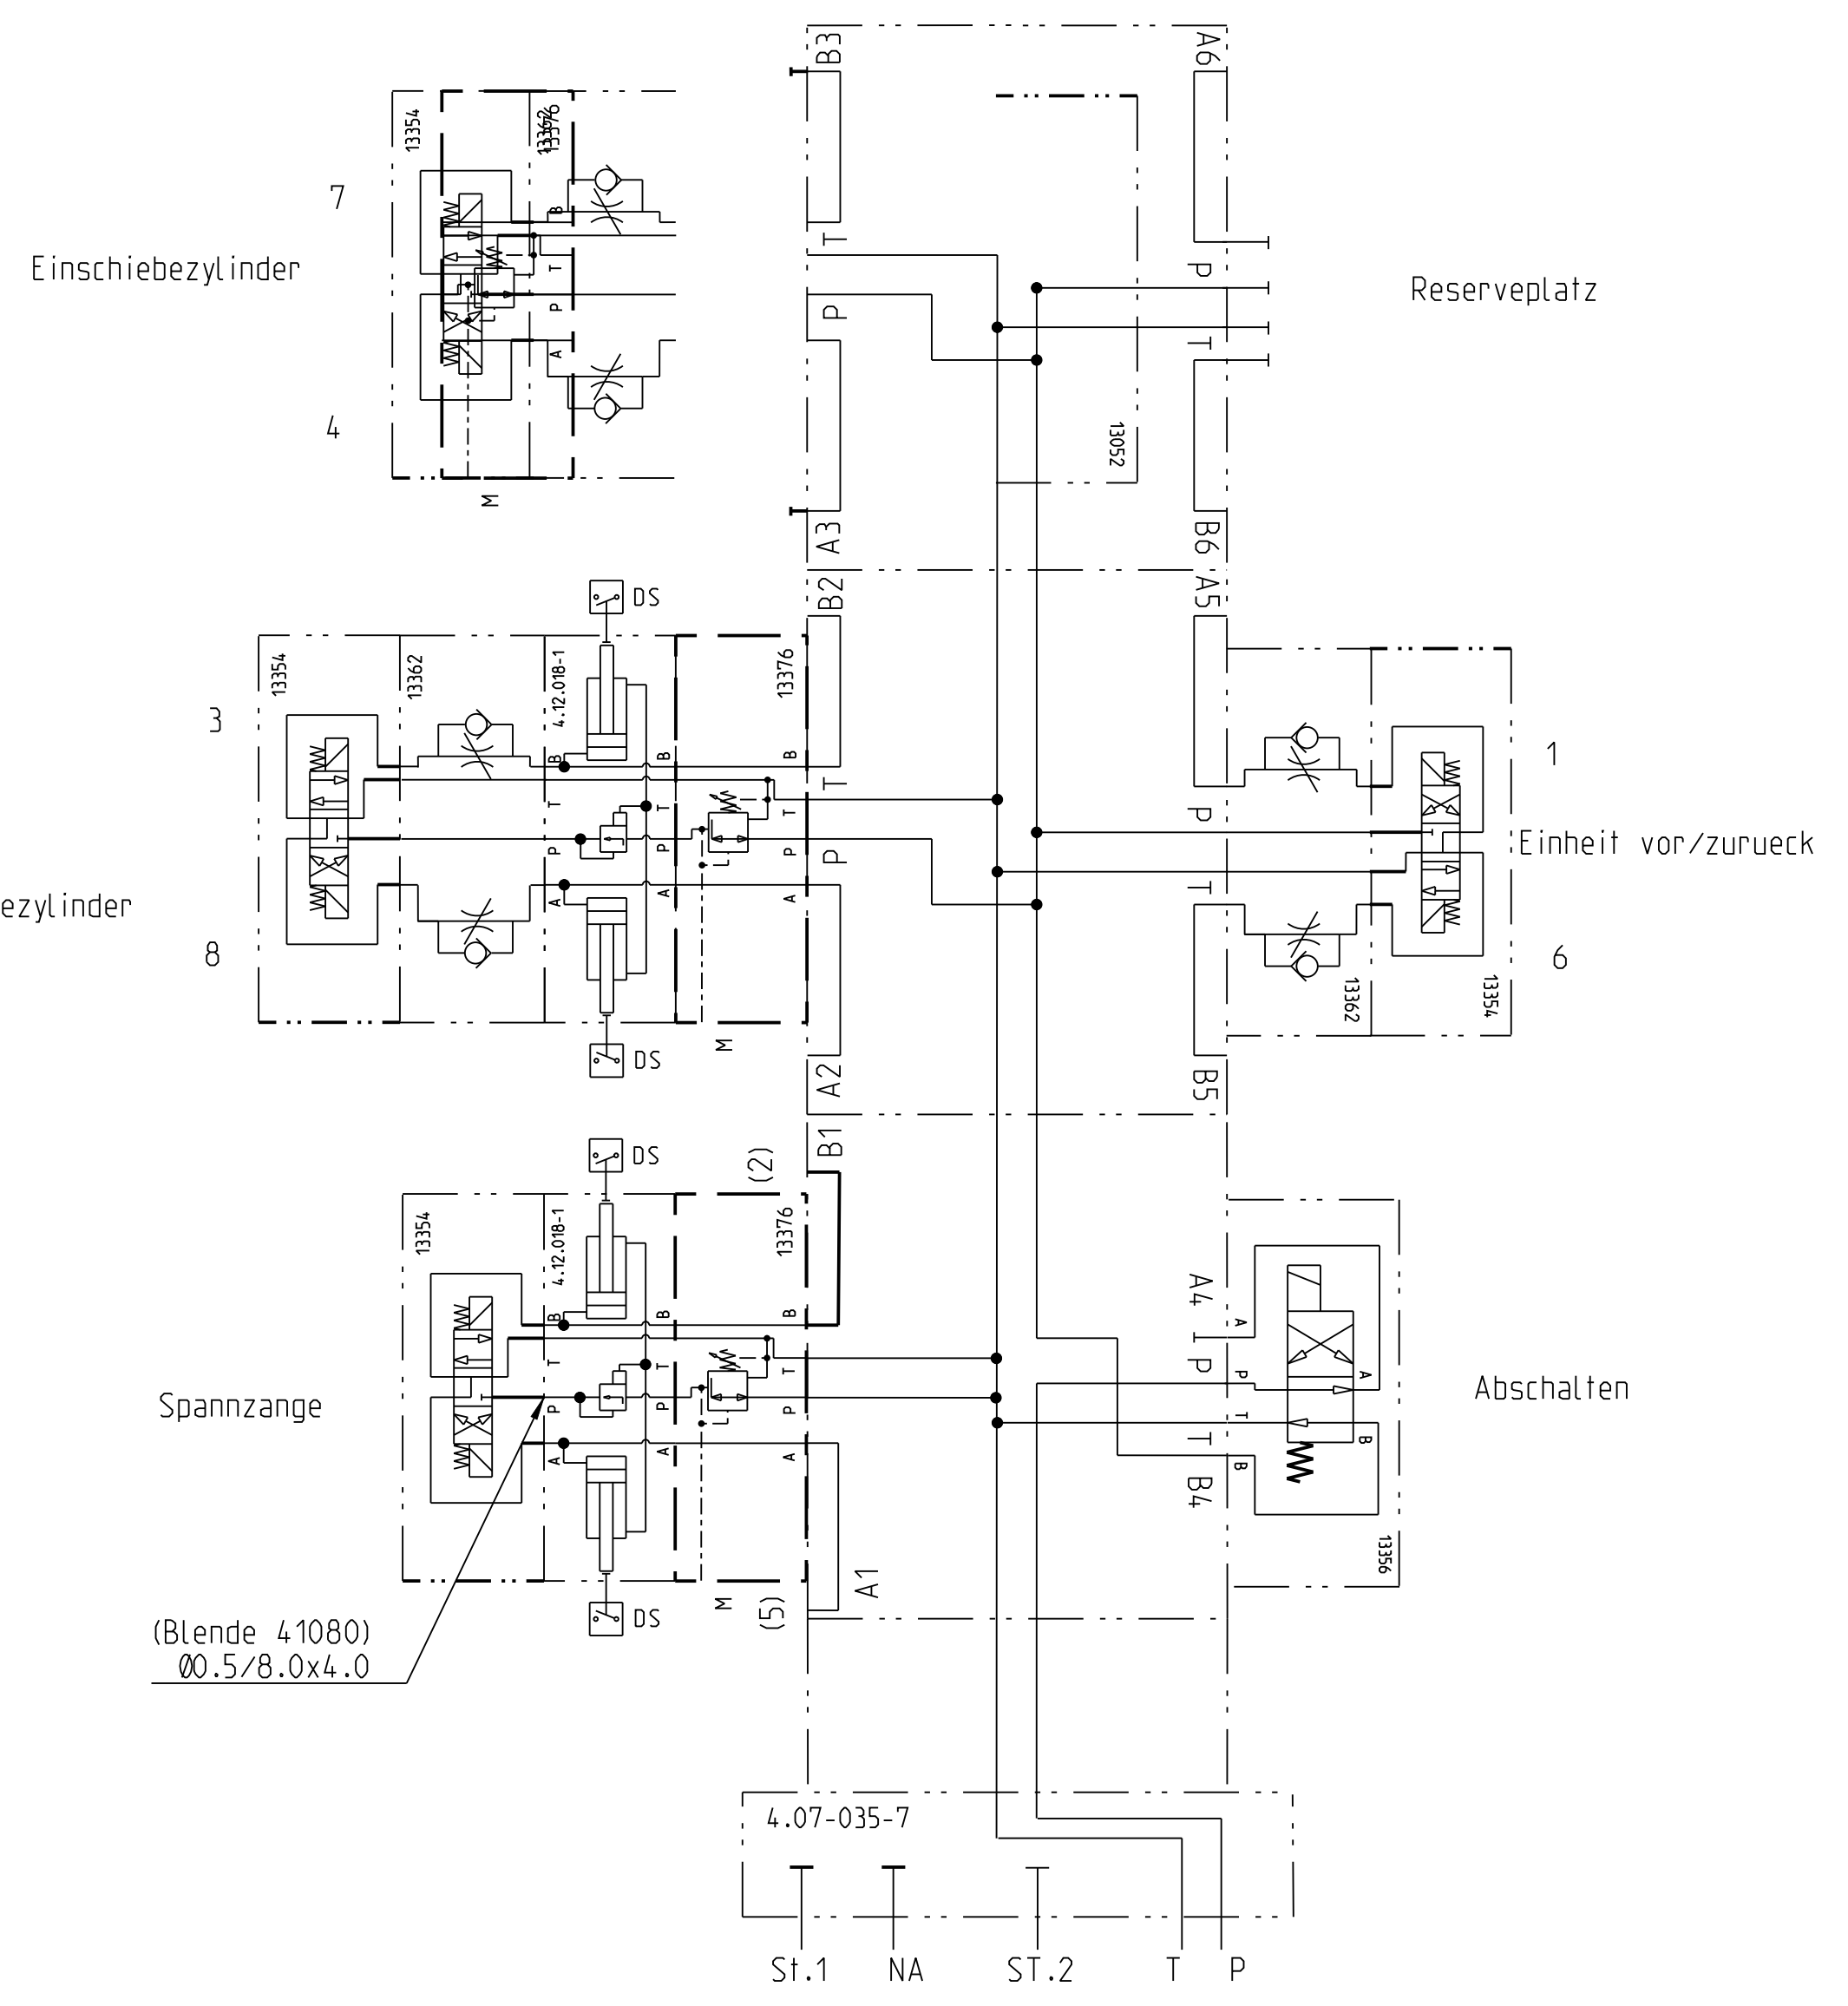 B3
A6
13354
13362
13376
7
B
T
T
P
Einschiebezylinder
T
P
P
Reserveplatz
T
A
4
13052
M
A3
B6
B2
A5
DS
13354
13362
4.12.018-1
13376
3
1
B
B
B
T
T
T
T
P
P
P
P
P
Einheit vor/zurueck
A
A
A
T
ezylinder
8
6
13362
13354
DS
M
A2
B5
B1
DS
(2)
13354
4.12.018-1
13376
A4
B
B
B
A
T
T
T
P
P
A
Spannzange
P
P
P
Abschalten
T
T
B
A
A
A
B4
B
13356
A1
(Blende 41080)
DS
M
(5)
Ø0.5/8.0x4.0
4.07-035-7
St.1
NA
ST.2
T
P